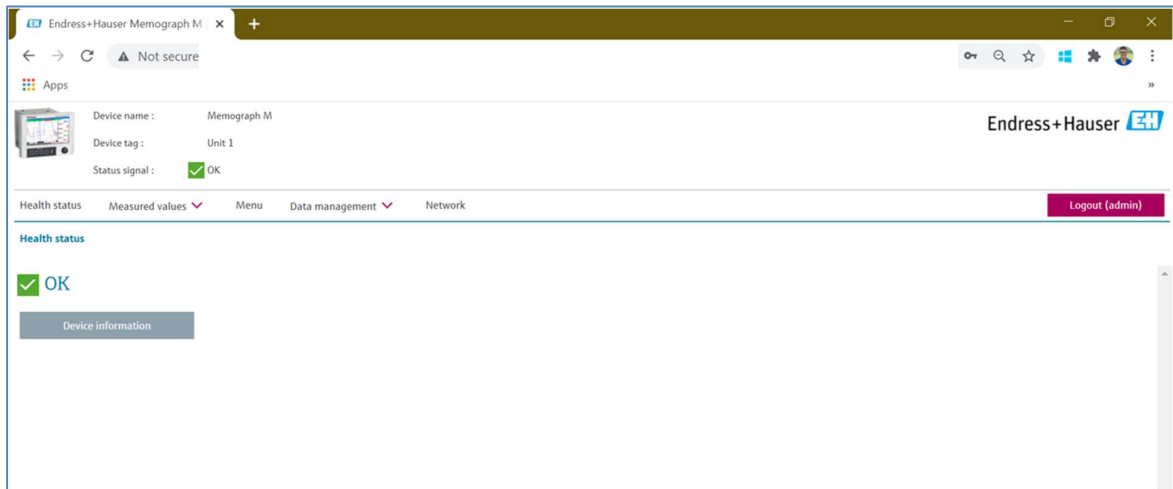 Endress+Hauser Memograph M
Not secure
Apps
Device name : Memograph M
Device tag : Unit 1
Status signal : OK
Endress+Hauser EH
Health status Measured values Menu Data management Network Logout (admin)
Health status
OK
Device information